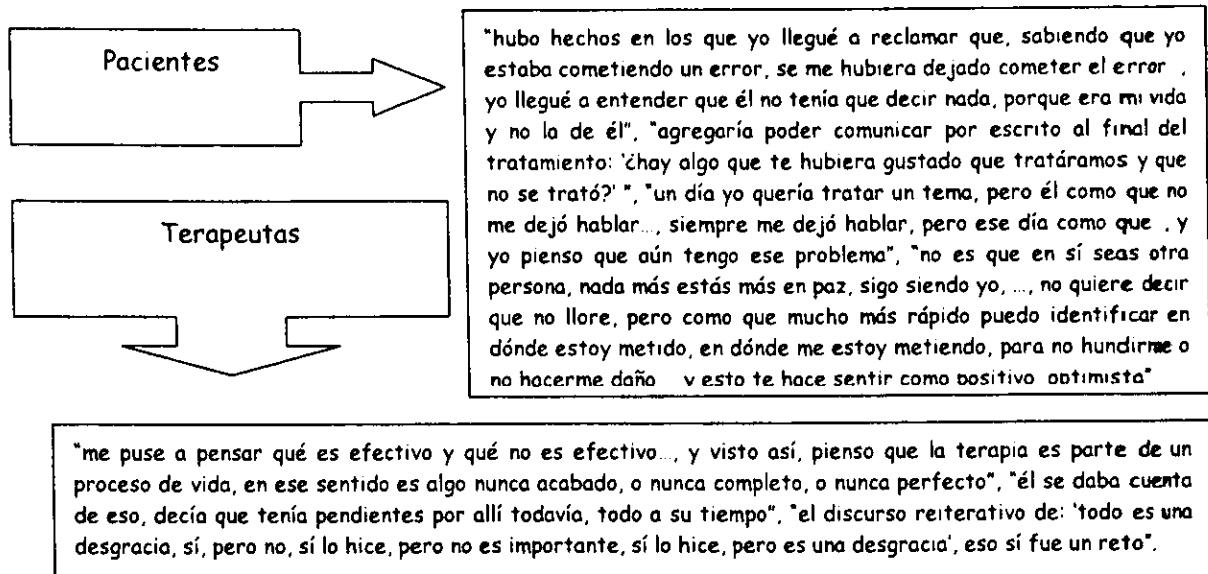 Pacientes
"hubo hechos en los que yo llegué a reclamar que, sabiendo que yo
estaba cometiendo un error, se me hubiera dejado cometer el error ,
yo llegué a entender que él no tenía que decir nada, porque era mi vida
y no la de él", "agregaría poder comunicar por escrito al final del
tratamiento: '¿hay algo que te hubiera gustado que tratáramos y que
no se trató?' ", "un día yo quería tratar un tema, pero él como que no
me dejó hablar..., siempre me dejó hablar, pero ese día como que , y
yo pienso que aún tengo ese problema", "no es que en sí seas otra
persona, nada más estás más en paz, sigo siendo yo, ..., no quiere decir
que no llore, pero como que mucho más rápido puedo identificar en
dónde estoy metido, en dónde me estoy metiendo, para no hundirme o
no hacerme daño y esto te hace sentir como positivo optimista"
Terapeutas
"me puse a pensar qué es efectivo y qué no es efectivo..., y visto así, pienso que la terapia es parte de un
proceso de vida, en ese sentido es algo nunca acabado, o nunca completo, o nunca perfecto", "él se daba cuenta
de eso, decía que tenía pendientes por allí todavía, todo a su tiempo", "el discurso reiterativo de: 'todo es una
desgracia, sí, pero no, sí lo hice, pero no es importante, sí lo hice, pero es una desgracia', eso sí fue un reto".